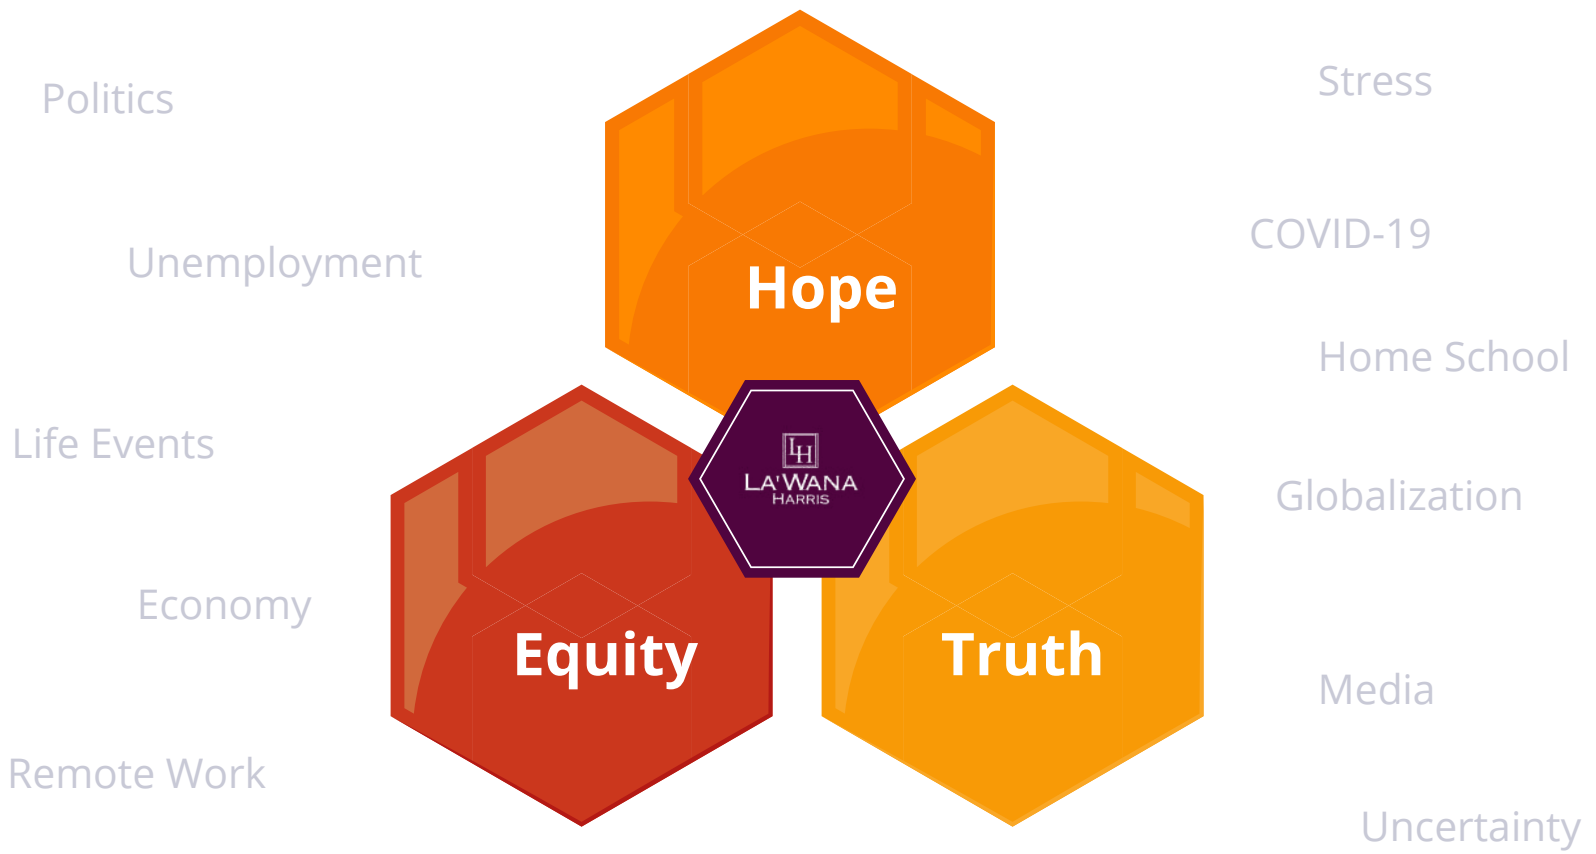 Politics
Stress
Unemployment
COVID-19
Hope
Home School
Life Events
LH
LA'WANA
HARRIS
Globalization
Economy
Equity
Truth
Media
Remote Work
Uncertainty